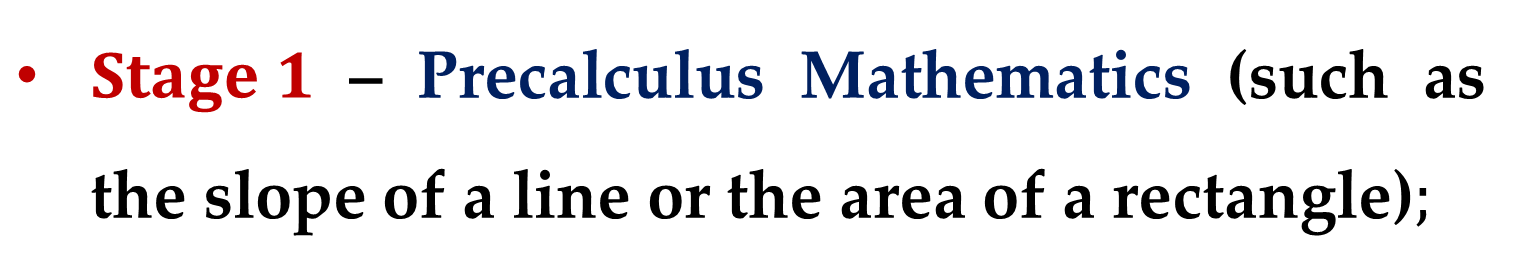 • Stage 1 – Precalculus Mathematics (such as
the slope of a line or the area of a rectangle);